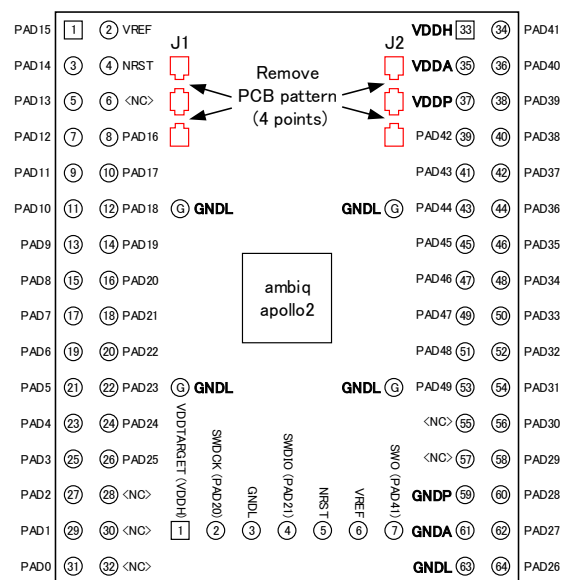 PAD15 1 2 VREF J1 J2 VDDH 33 34 PAD41
PAD14 3 4 NRST Remove VDDA 35 36 PAD40
PAD13 5 6 <NC> PCB pattern VDDP 37 38 PAD39
PAD12 7 8 PAD16 (4 points) PAD42 39 40 PAD38
PAD11 9 10 PAD17 PAD43 41 42 PAD37
PAD10 11 12 PAD18 G GNDL GNDL G PAD44 43 44 PAD36
PAD9 13 14 PAD19 PAD45 45 46 PAD35
PAD8 15 16 PAD20 ambiq PAD46 47 48 PAD34
PAD7 17 18 PAD21 apollo2 PAD47 49 50 PAD33
PAD6 19 20 PAD22 PAD48 51 52 PAD32
PAD5 21 22 PAD23 G GNDL GNDL G PAD49 53 54 PAD31
PAD4 23 24 PAD24 <NC> 55 56 PAD30
PAD3 25 26 PAD25 <NC> 57 58 PAD29
PAD2 27 28 <NC> GNDP 59 60 PAD28
PAD1 29 30 <NC> 1 2 3 4 5 6 7 GNDA 61 62 PAD27
PAD0 31 32 <NC> GNDL 63 64 PAD26
VDDTARGET (VDDH)
SWDCK (PAD20)
GNDL
SWDIO (PAD21)
NRST
VREF
SWO (PAD41)